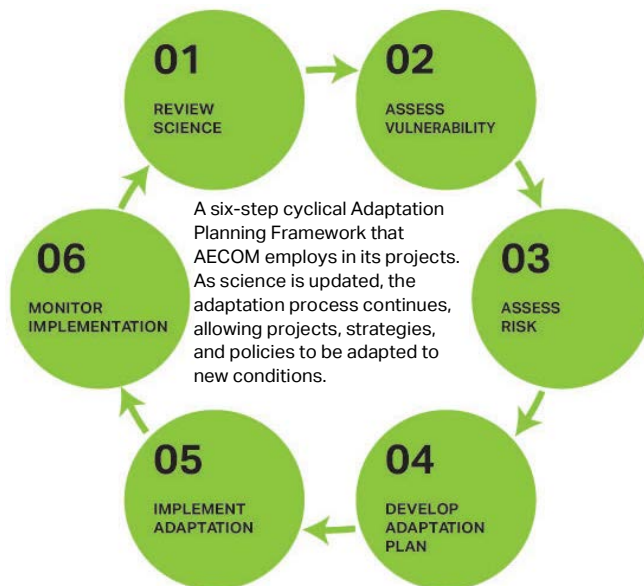 01
REVIEW
SCIENCE
02
ASSESS
VULNERABILITY
03
ASSESS
RISK
04
DEVELOP
ADAPTATION
PLAN
05
IMPLEMENT
ADAPTATION
06
MONITOR
IMPLEMENTATION
A six-step cyclical Adaptation
Planning Framework that
AECOM employs in its projects.
As science is updated, the
adaptation process continues,
allowing projects, strategies,
and policies to be adapted to
new conditions.